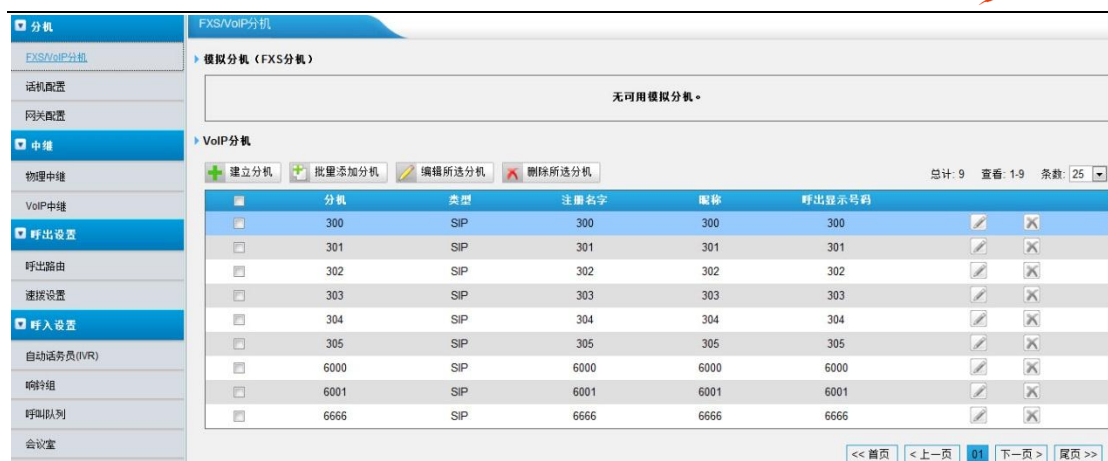 分机
FXS/VoIP分机
话机配置
网关配置
中继
物理中继
VoIP中继
呼出设置
呼出路由
速拨设置
呼入设置
自动话务员(IVR)
响铃组
呼叫队列
会议室
FXS/VoIP分机
模拟分机（FXS分机）
无可用模拟分机。
VoIP分机
建立分机 批量添加分机 编辑所选分机 删除所选分机 总计: 9 查看: 1-9 条数: 25
分机 类型 注册名字 昵称 呼出显示号码
300 SIP 300 300 300
301 SIP 301 301 301
302 SIP 302 302 302
303 SIP 303 303 303
304 SIP 304 304 304
305 SIP 305 305 305
6000 SIP 6000 6000 6000
6001 SIP 6001 6001 6001
6666 SIP 6666 6666 6666
<< 首页 < 上一页 01 下一页 > 尾页 >>